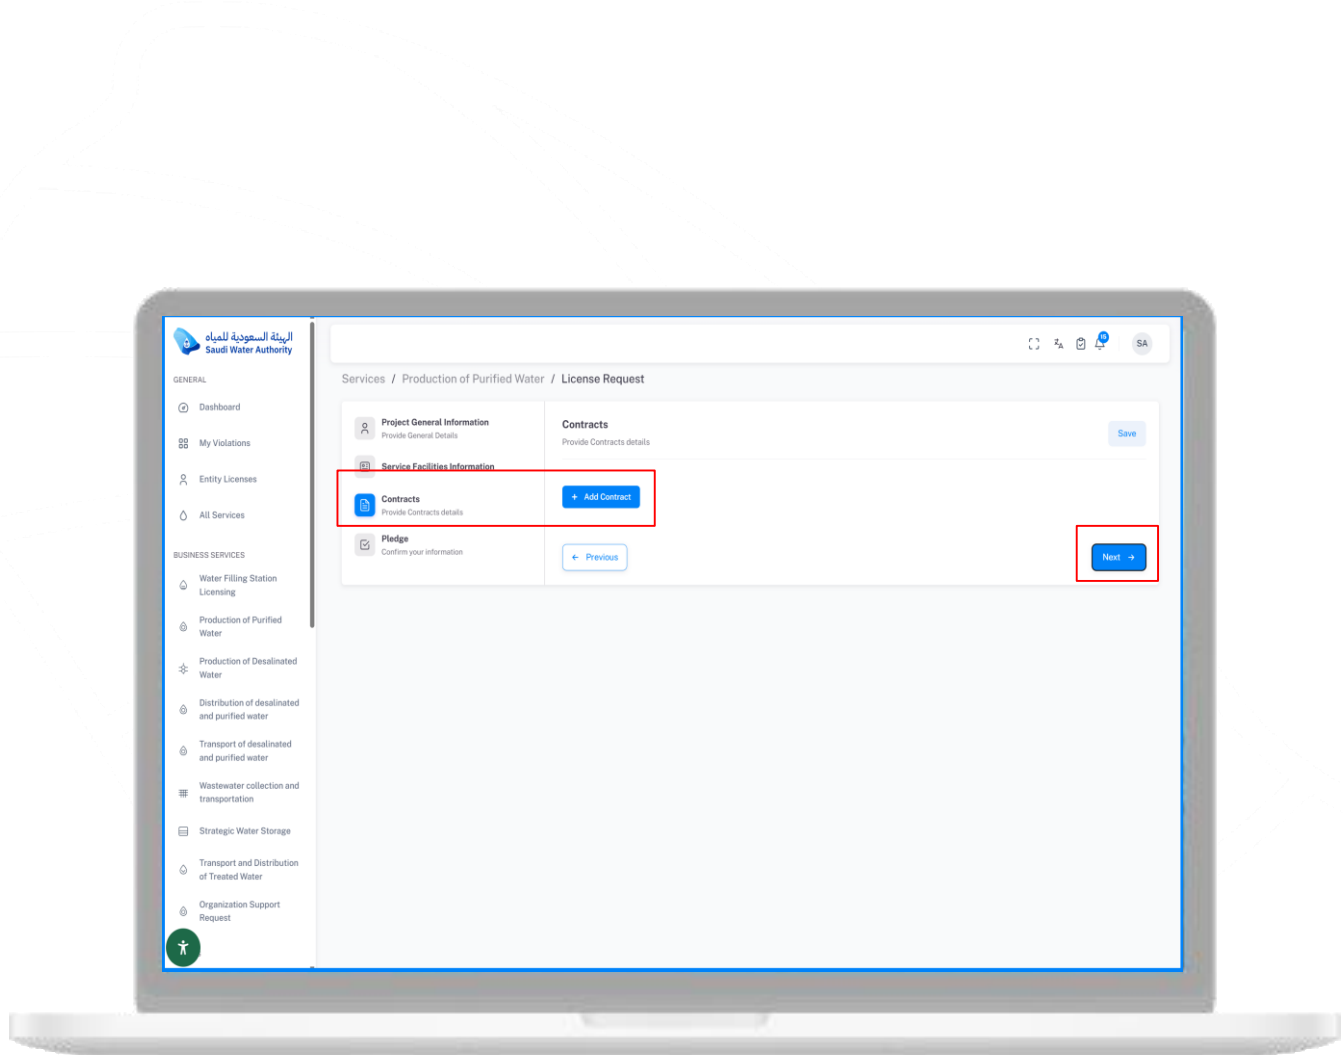 الهيئة السعودية للمياه
Saudi Water Authority
GENERAL
Dashboard
My Violations
Entity Licenses
All Services
BUSINESS SERVICES
Water Filling Station
Licensing
Production of Purified
Water
Production of Desalinated
Water
Distribution of desalinated
and purified water
Transport of desalinated
and purified water
Wastewater collection and
transportation
Strategic Water Storage
Transport and Distribution
of Treated Water
Organization Support
Request
SA
Services / Production of Purified Water / License Request
Project General Information
Provide General Details
Service Facilities Information
Contracts
Provide Contracts details
Pledge
Confirm your information
Contracts
Provide Contracts details
Save
+ Add Contract
← Previous
Next →